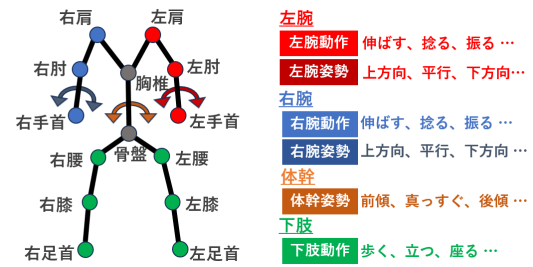 右肩
左肩
右肘
左肘
胸椎
右手首
左手首
骨盤
右腰
左腰
右膝
左膝
右足首
左足首
左腕
左腕動作 伸ばす、捻る、振る …
左腕姿勢 上方向、平行、下方向…
右腕
右腕動作 伸ばす、捻る、振る …
右腕姿勢 上方向、平行、下方向 …
体幹
体幹姿勢 前傾、真っすぐ、後傾 …
下肢
下肢動作 歩く、立つ、座る …